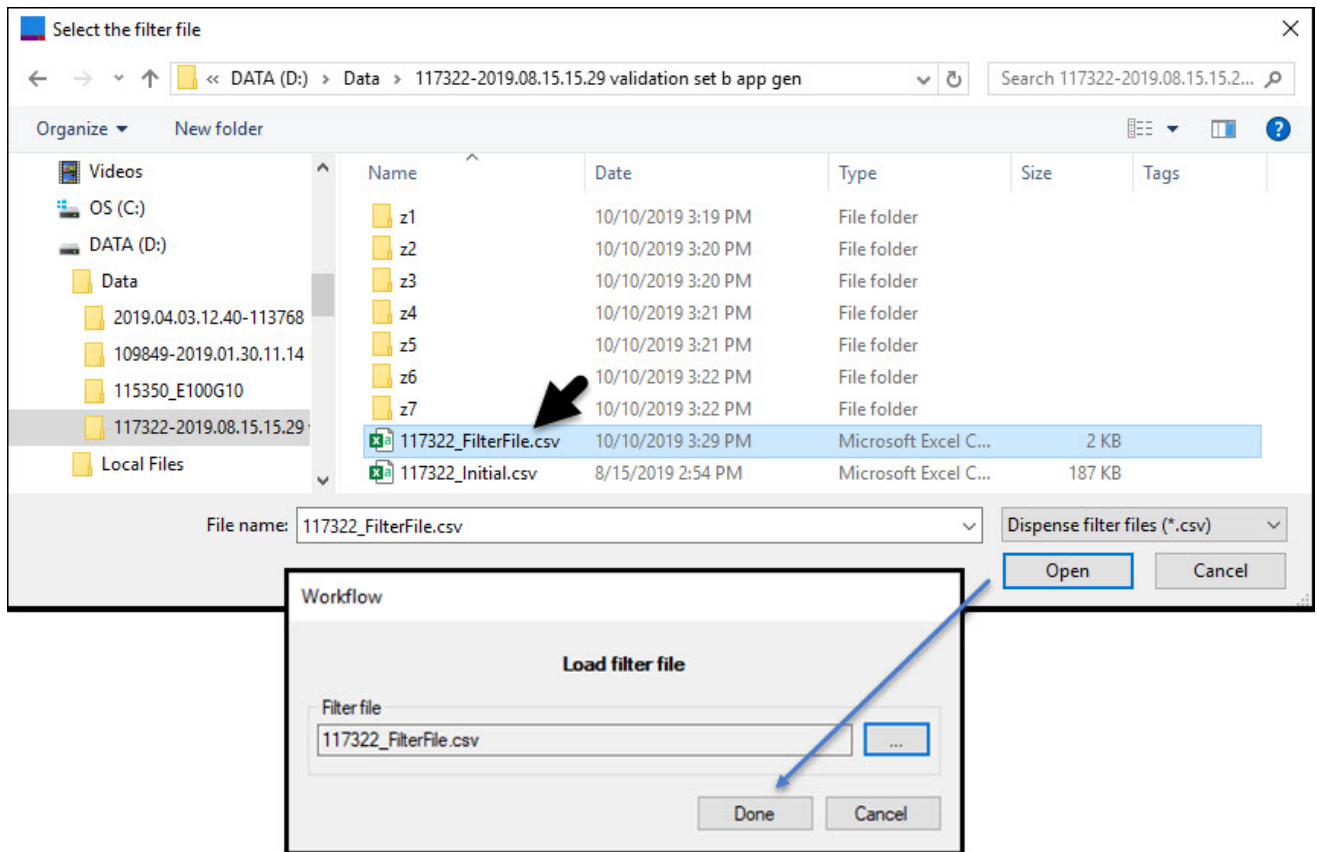 Select the filter file
« DATA (D:) > Data > 117322-2019.08.15.15.29 validation set b app gen
Search 117322-2019.08.15.15.2...
Organize
New folder
?
Videos
OS (C:)
DATA (D:)
Data
2019.04.03.12.40-113768
109849-2019.01.30.11.14
115350_E100G10
117322-2019.08.15.15.29
Local Files
Name Date Type Size Tags
z1 10/10/2019 3:19 PM File folder
z2 10/10/2019 3:20 PM File folder
z3 10/10/2019 3:20 PM File folder
z4 10/10/2019 3:21 PM File folder
z5 10/10/2019 3:21 PM File folder
z6 10/10/2019 3:22 PM File folder
z7 10/10/2019 3:22 PM File folder
117322_FilterFile.csv 10/10/2019 3:29 PM Microsoft Excel C... 2 KB
117322_Initial.csv 8/15/2019 2:54 PM Microsoft Excel C... 187 KB
File name: 117322_FilterFile.csv
Dispense filter files (*.csv)
Open
Cancel
Workflow
Load filter file
Filter file
117322_FilterFile.csv
...
Done
Cancel